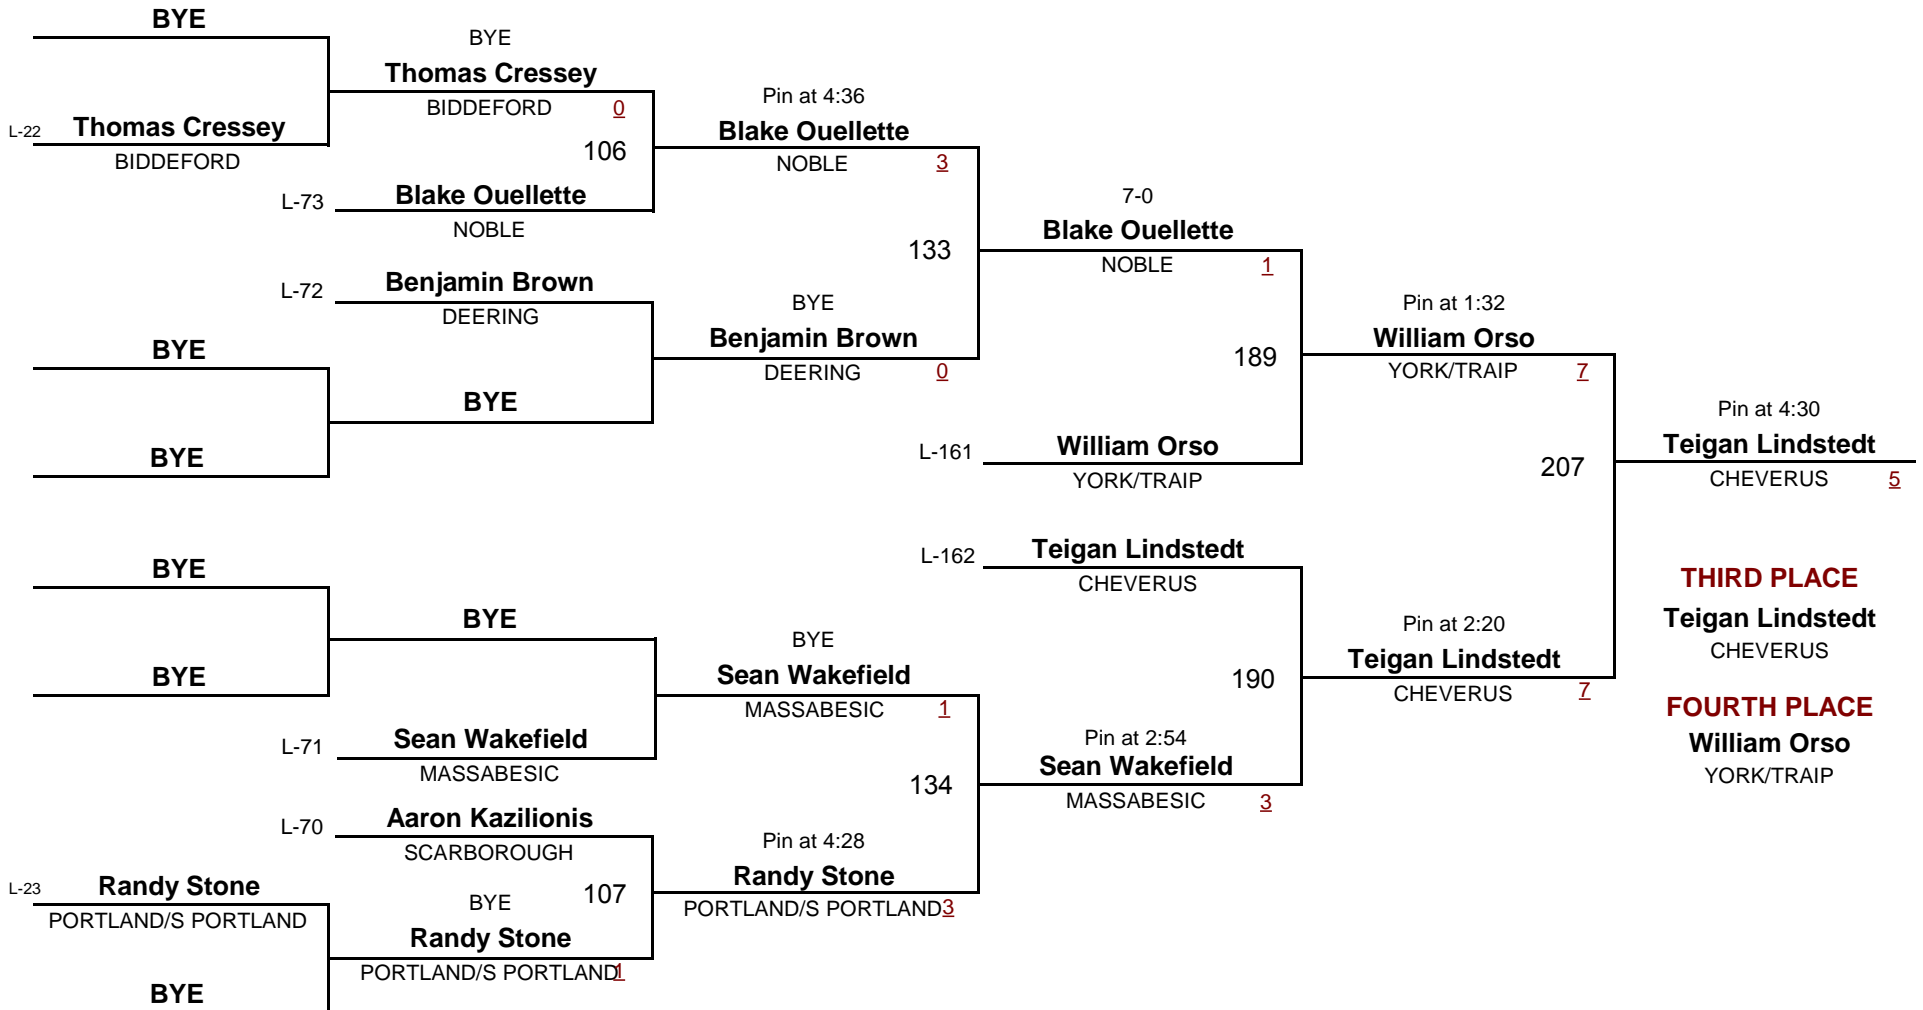 BYE
L-22 Thomas Cressey
BIDDEFORD
BYE
Thomas Cressey
BIDDEFORD 0
106
L-73 Blake Ouellette
NOBLE
Pin at 4:36
Blake Ouellette
NOBLE 3
L-72 Benjamin Brown
DEERING
BYE
BYE
BYE
BYE
Benjamin Brown
DEERING 0
133
7-0
Blake Ouellette
NOBLE 1
189
L-161 William Orso
YORK/TRAIP
Pin at 1:32
William Orso
YORK/TRAIP 7
207
Pin at 4:30
Teigan Lindstedt
CHEVERUS 5
BYE
BYE
BYE
L-71 Sean Wakefield
MASSABESIC
BYE
Sean Wakefield
MASSABESIC 1
L-70 Aaron Kazilionis
SCARBOROUGH
107
L-23 Randy Stone
PORTLAND/S PORTLAND
BYE
BYE
Randy Stone
PORTLAND/S PORTLAND 1
Pin at 4:28
Randy Stone
PORTLAND/S PORTLAND 3
134
L-162 Teigan Lindstedt
CHEVERUS
190
Pin at 2:54
Sean Wakefield
MASSABESIC 3
Pin at 2:20
Teigan Lindstedt
CHEVERUS 7
THIRD PLACE
Teigan Lindstedt
CHEVERUS
FOURTH PLACE
William Orso
YORK/TRAIP